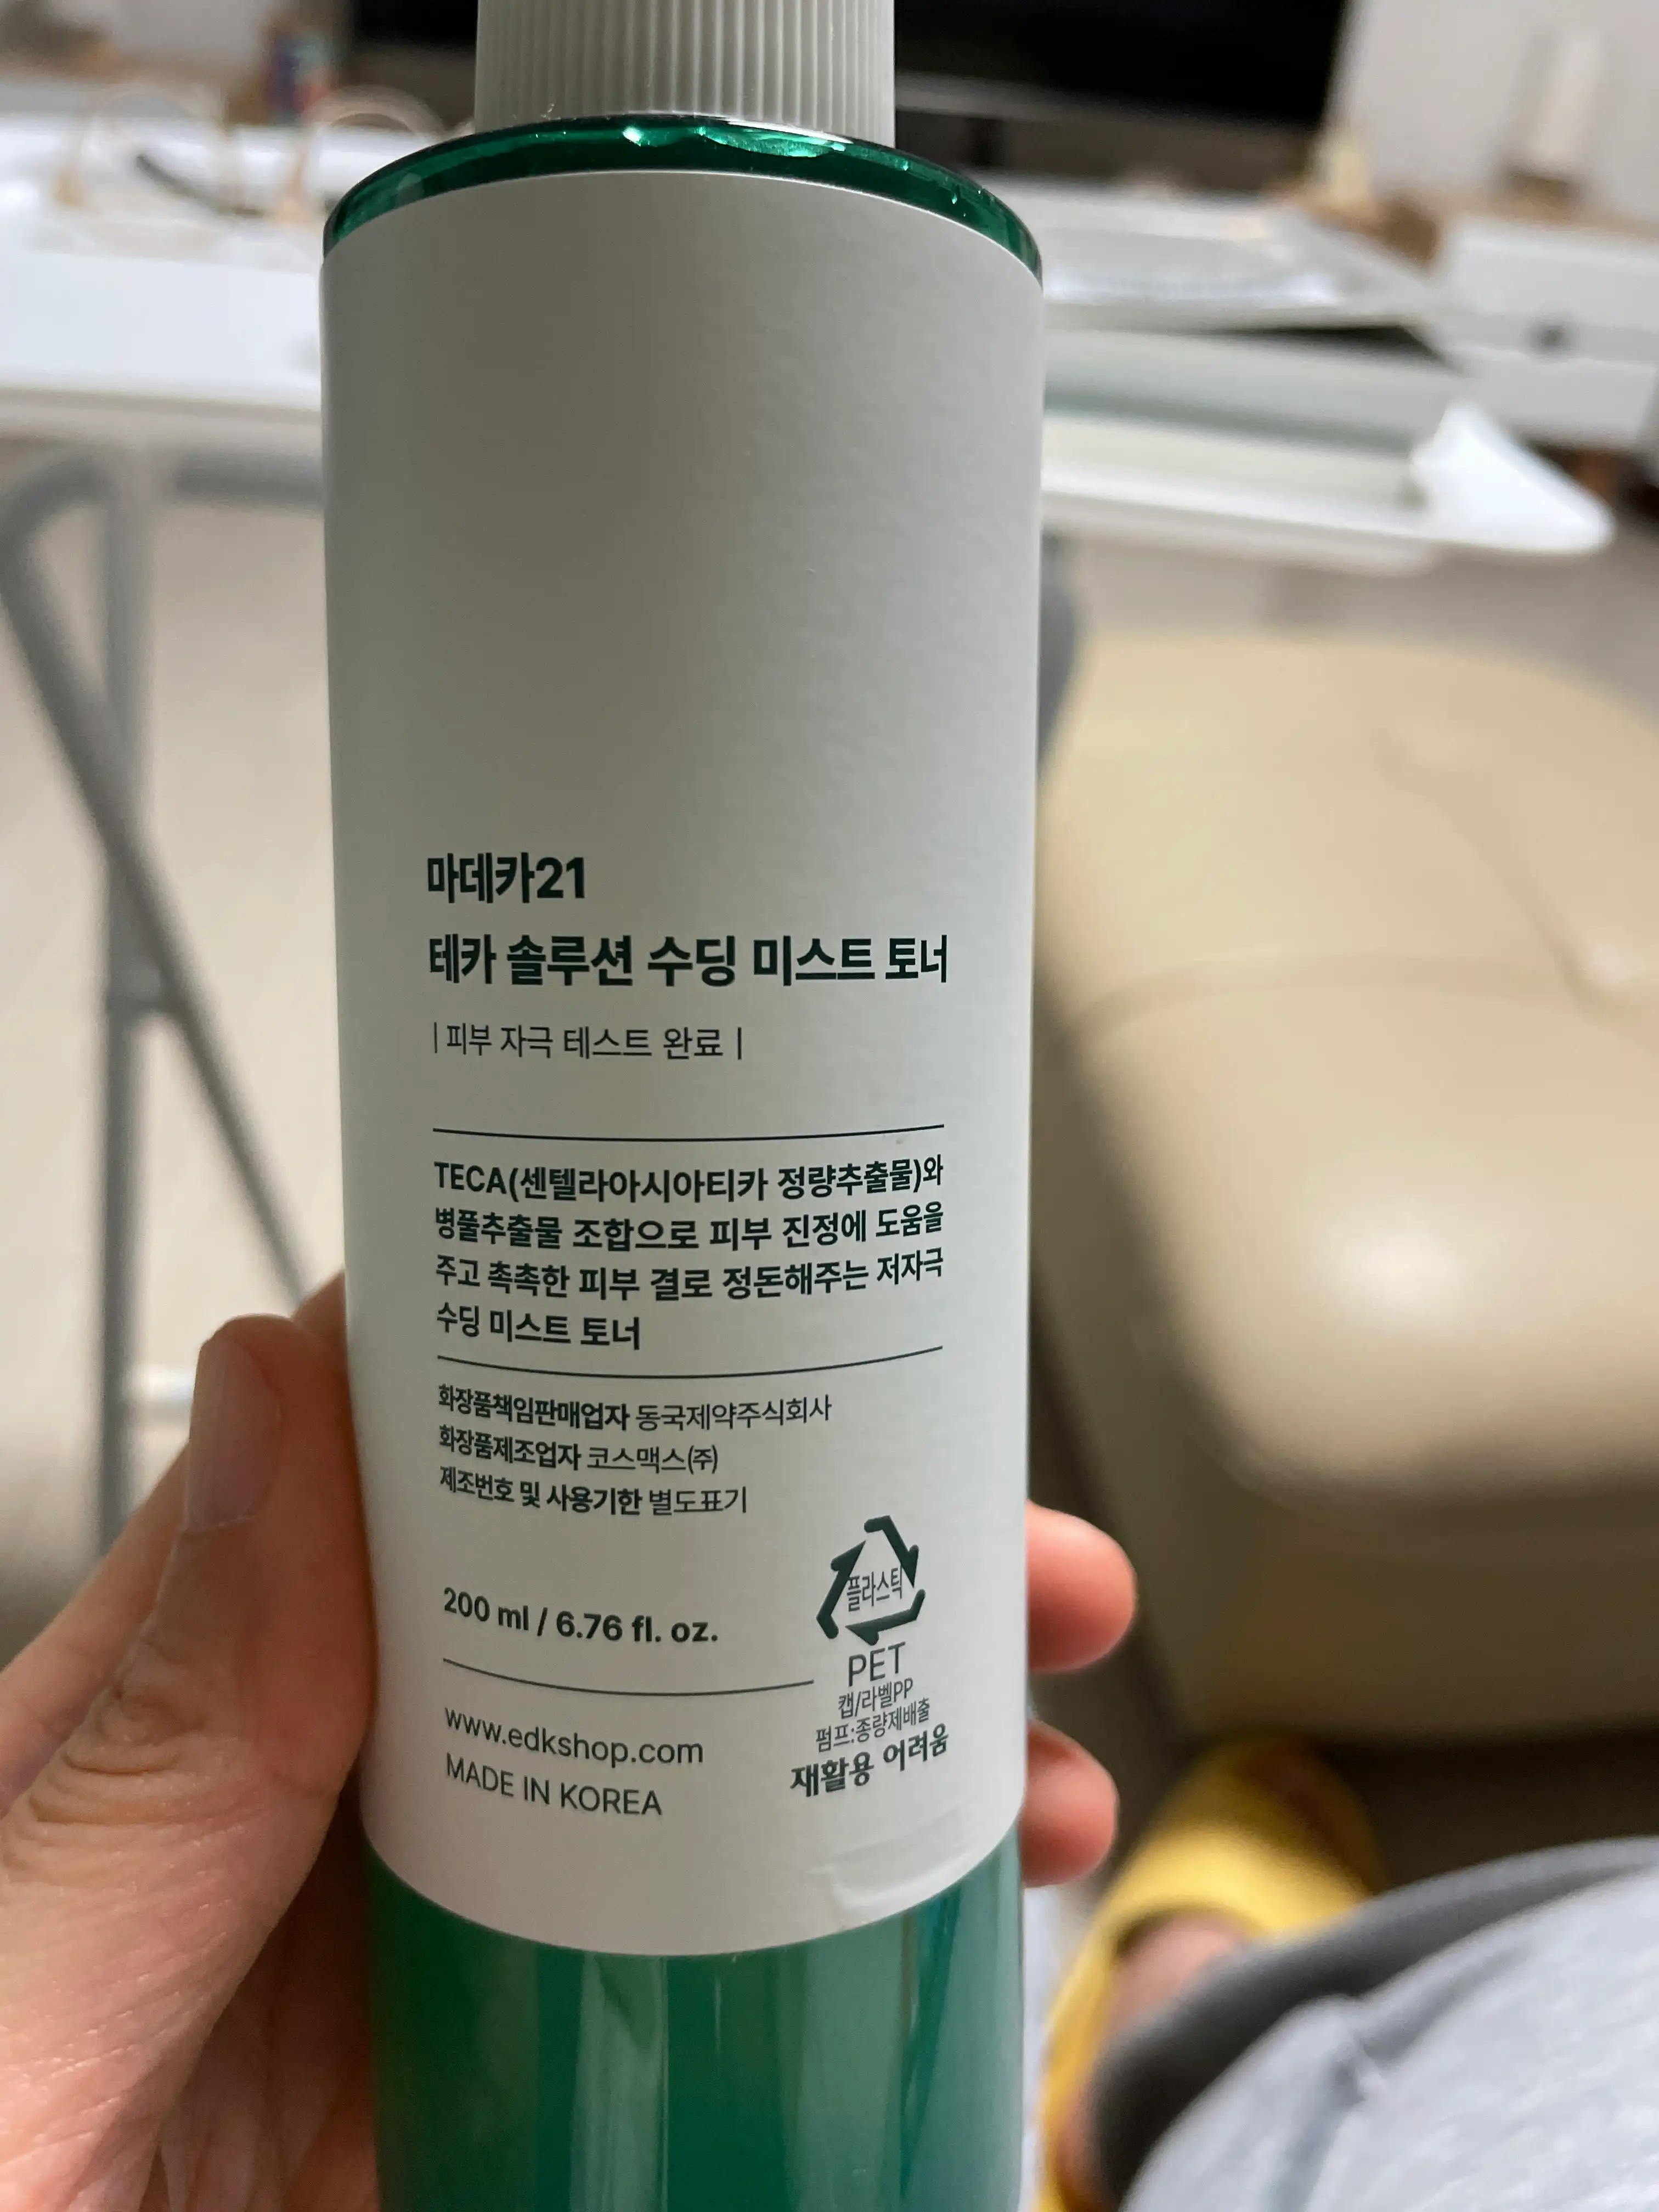 마데카21
테카 솔루션 수딩 미스트 토너
| 피부 자극 테스트 완료 |
TECA(센텔라아시아티카 정량추출물)와
병풀추출물 조합으로 피부 진정에 도움을
주고 촉촉한 피부 결로 정돈해주는 저자극
수딩 미스트 토너
화장품책임판매업자 동국제약주식회사
화장품제조업자 코스맥스㈜
제조번호 및 사용기한 별도표기
200 ml / 6.76 fl. oz.
www.edkshop.com
MADE IN KOREA
플라스틱
PET
캡/라벨PP
펌프:종량제배출
재활용 어려움